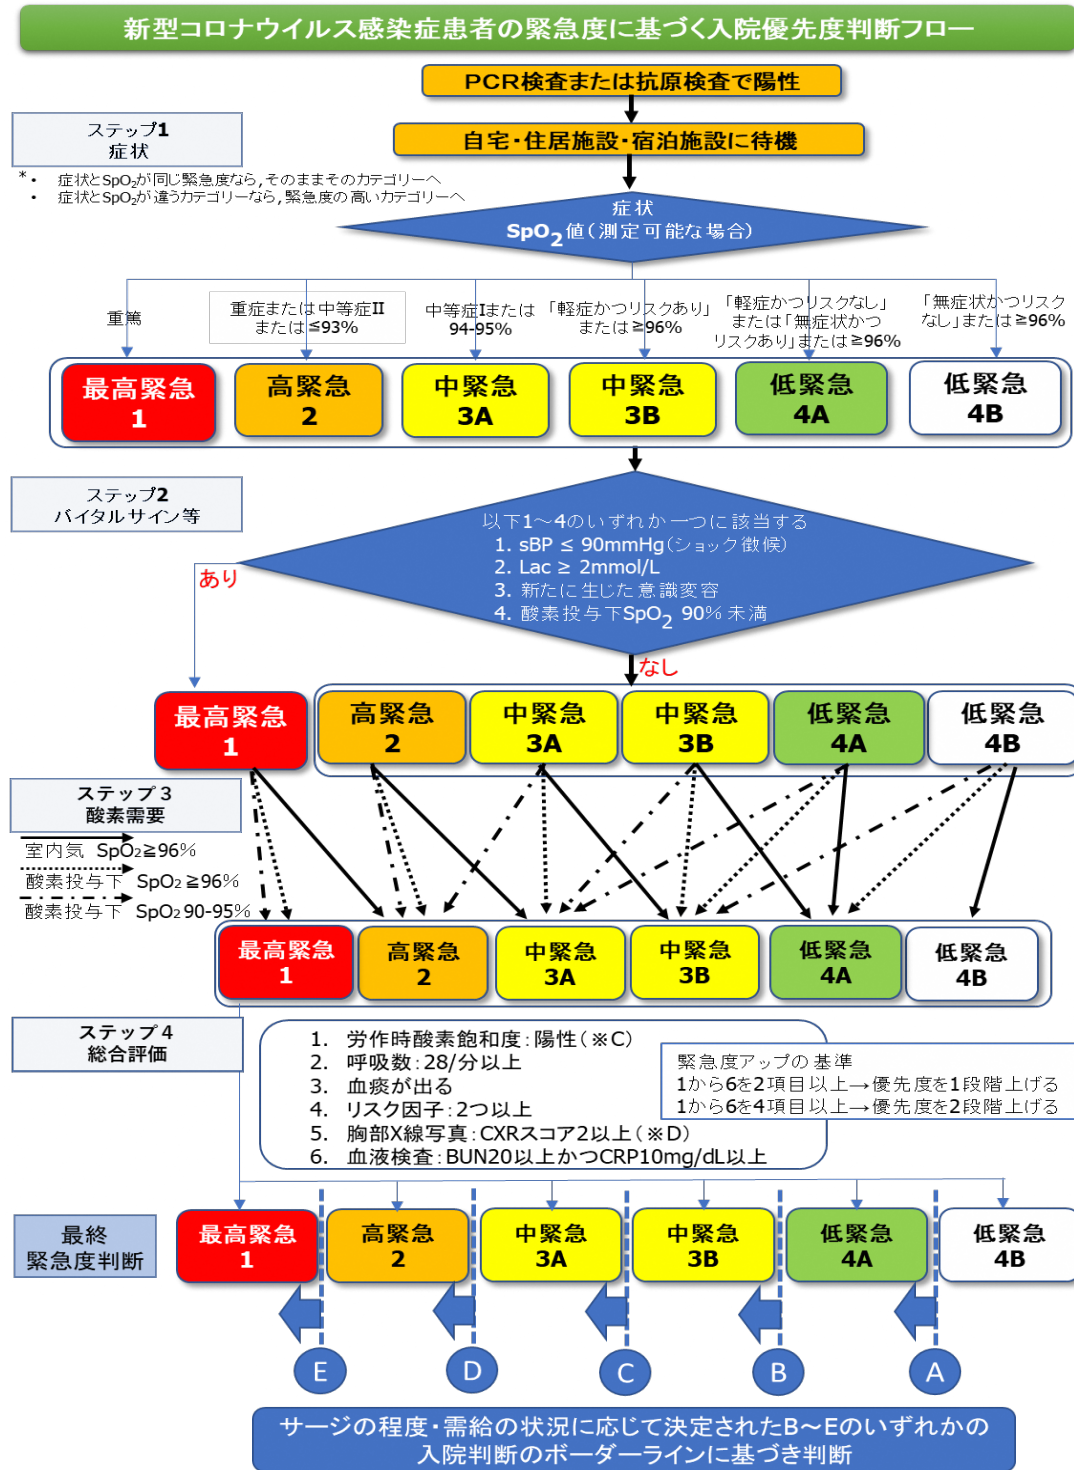 新型コロナウイルス感染症患者の緊急度に基づく入院優先度判断フロー
PCR検査または抗原検査で陽性
自宅・住居施設・宿泊施設に待機
ステップ1
症状
*・ 症状とSpO2が同じ緊急度なら,そのままそのカテゴリーへ
・ 症状とSpO2が違うカテゴリーなら,緊急度の高いカテゴリーへ
症状
SpO2値(測定可能な場合)
重篤
重症または中等症II
または≦93%
中等症Iまたは
94-95%
「軽症かつリスクあり」
または≧96%
「軽症かつリスクなし」
または「無症状かつ
リスクあり」または≧96%
「無症状かつリスク
なし」または≧96%
最高緊急
1
高緊急
2
中緊急
3A
中緊急
3B
低緊急
4A
低緊急
4B
ステップ2
バイタルサイン等
以下1~4のいずれか一つに該当する
1. sBP ≤ 90mmHg(ショック徴候)
2. Lac ≥ 2mmol/L
3. 新たに生じた意識変容
4. 酸素投与下SpO2 90%未満
あり
なし
最高緊急
1
高緊急
2
中緊急
3A
中緊急
3B
低緊急
4A
低緊急
4B
ステップ3
酸素需要
室内気 SpO2≧96%
酸素投与下 SpO2≧96%
酸素投与下 SpO2 90-95%
最高緊急
1
高緊急
2
中緊急
3A
中緊急
3B
低緊急
4A
低緊急
4B
ステップ4
総合評価
1. 労作時酸素飽和度:陽性(※C)
2. 呼吸数:28/分以上
3. 血痰が出る
4. リスク因子:2つ以上
5. 胸部X線写真:CXRスコア2以上(※D)
6. 血液検査:BUN20以上かつCRP10mg/dL以上
緊急度アップの基準
1から6を2項目以上→優先度を1段階上げる
1から6を4項目以上→優先度を2段階上げる
最終
緊急度判断
最高緊急
1
高緊急
2
中緊急
3A
中緊急
3B
低緊急
4A
低緊急
4B
E
D
C
B
A
サージの程度・需給の状況に応じて決定されたB~Eのいずれかの
入院判断のボーダーラインに基づき判断